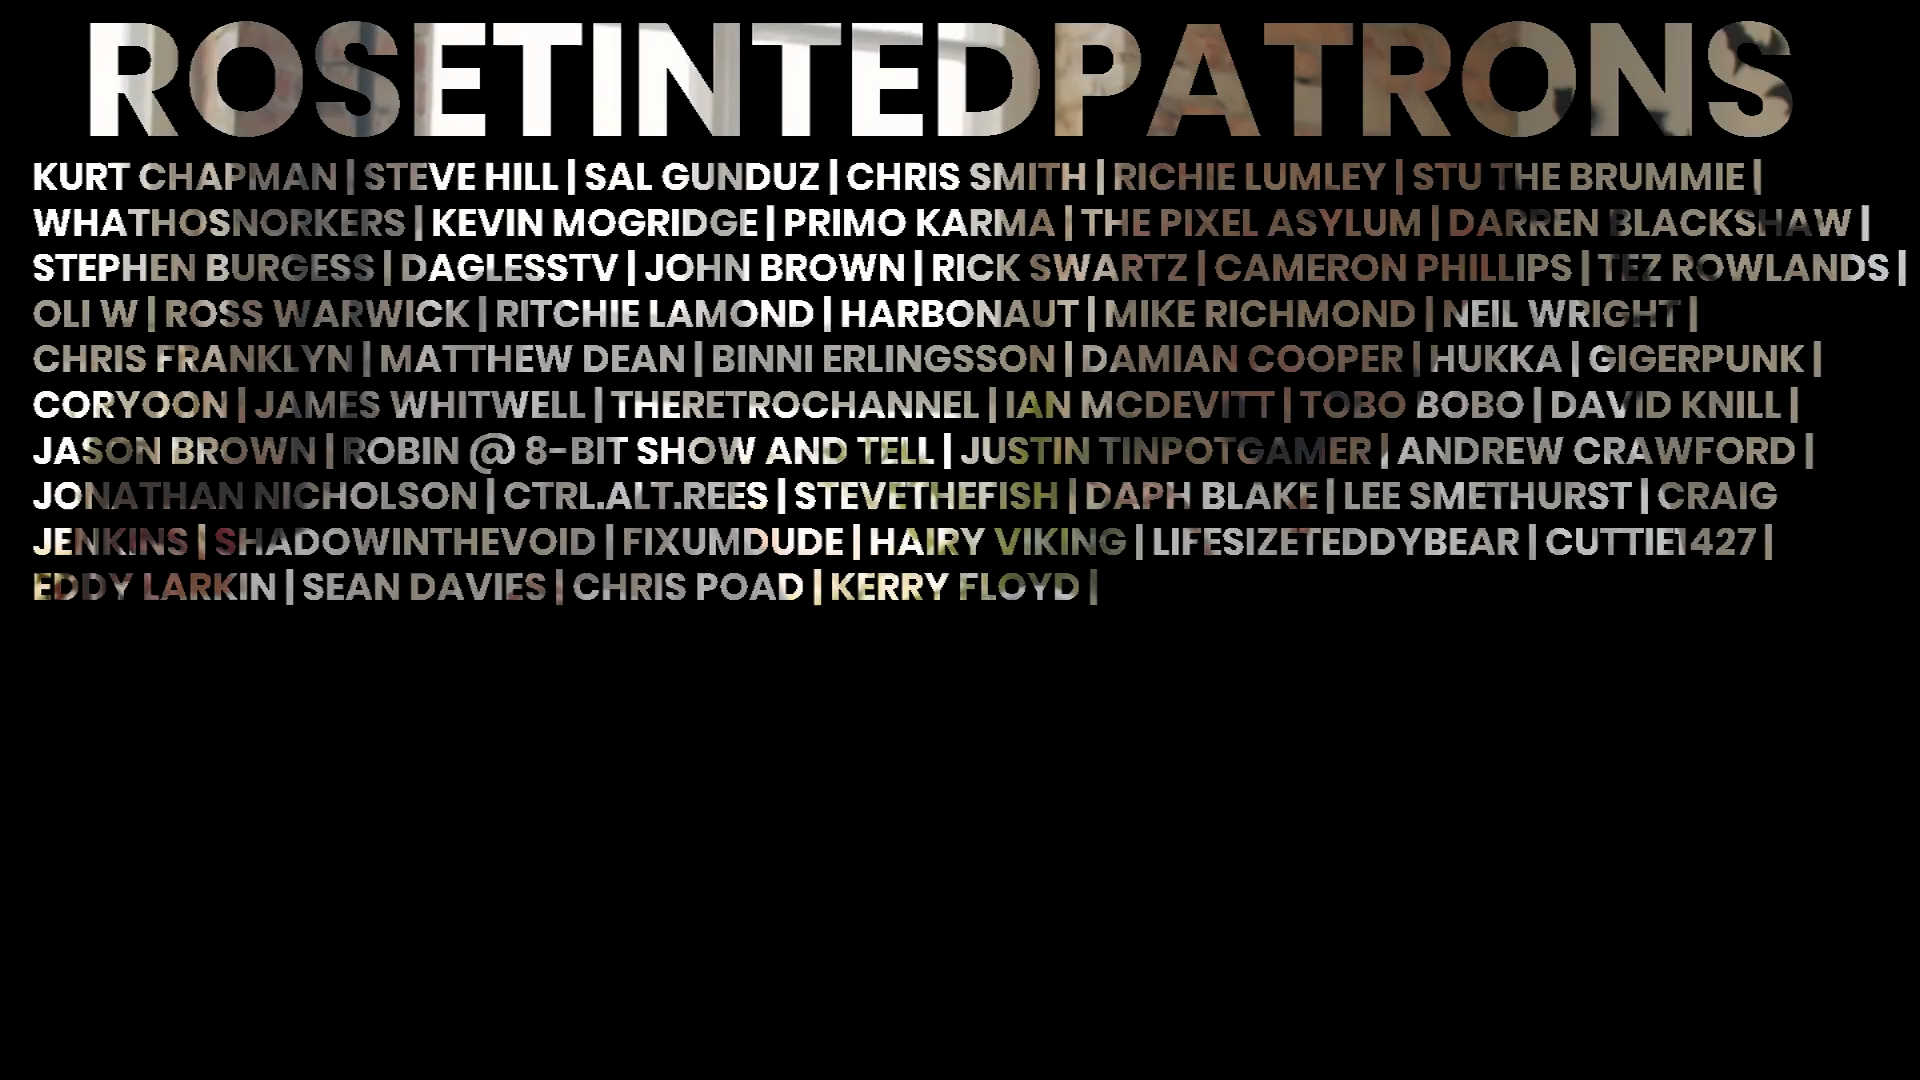 ROSETINTEDPATRONS
KURT CHAPMAN | STEVE HILL | SAL GUNDUZ | CHRIS SMITH | RICHIE LUMLEY | STU THE BRUMMIE |
WHATHOSNORKERS | KEVIN MOGRIDGE | PRIMO KARMA | THE PIXEL ASYLUM | DARREN BLACKSHAW |
STEPHEN BURGESS | DAGLESSTV | JOHN BROWN | RICK SWARTZ | CAMERON PHILLIPS | TEZ ROWLANDS |
OLI W | ROSS WARWICK | RITCHIE LAMOND | HARBONAUT | MIKE RICHMOND | NEIL WRIGHT |
CHRIS FRANKLYN | MATTHEW DEAN | BINNI ERLINGSSON | DAMIAN COOPER | HUKKA | GIGERPUNK |
CORYOON | JAMES WHITWELL | THERETROCHANNEL | IAN MCDEVITT | TOBO BOBO | DAVID KNILL |
JASON BROWN | ROBIN @ 8-BIT SHOW AND TELL | JUSTIN TINPOTGAMER | ANDREW CRAWFORD |
JONATHAN NICHOLSON | CTRL.ALT.REES | STEVETHEFISH | DAPH BLAKE | LEE SMETHURST | CRAIG
JENKINS | SHADOWINTHEVOID | FIXUMDUDE | HAIRY VIKING | LIFESIZETEDDYBEAR | CUTTIE1427 |
EDDY LARKIN | SEAN DAVIES | CHRIS POAD | KERRY FLOYD |